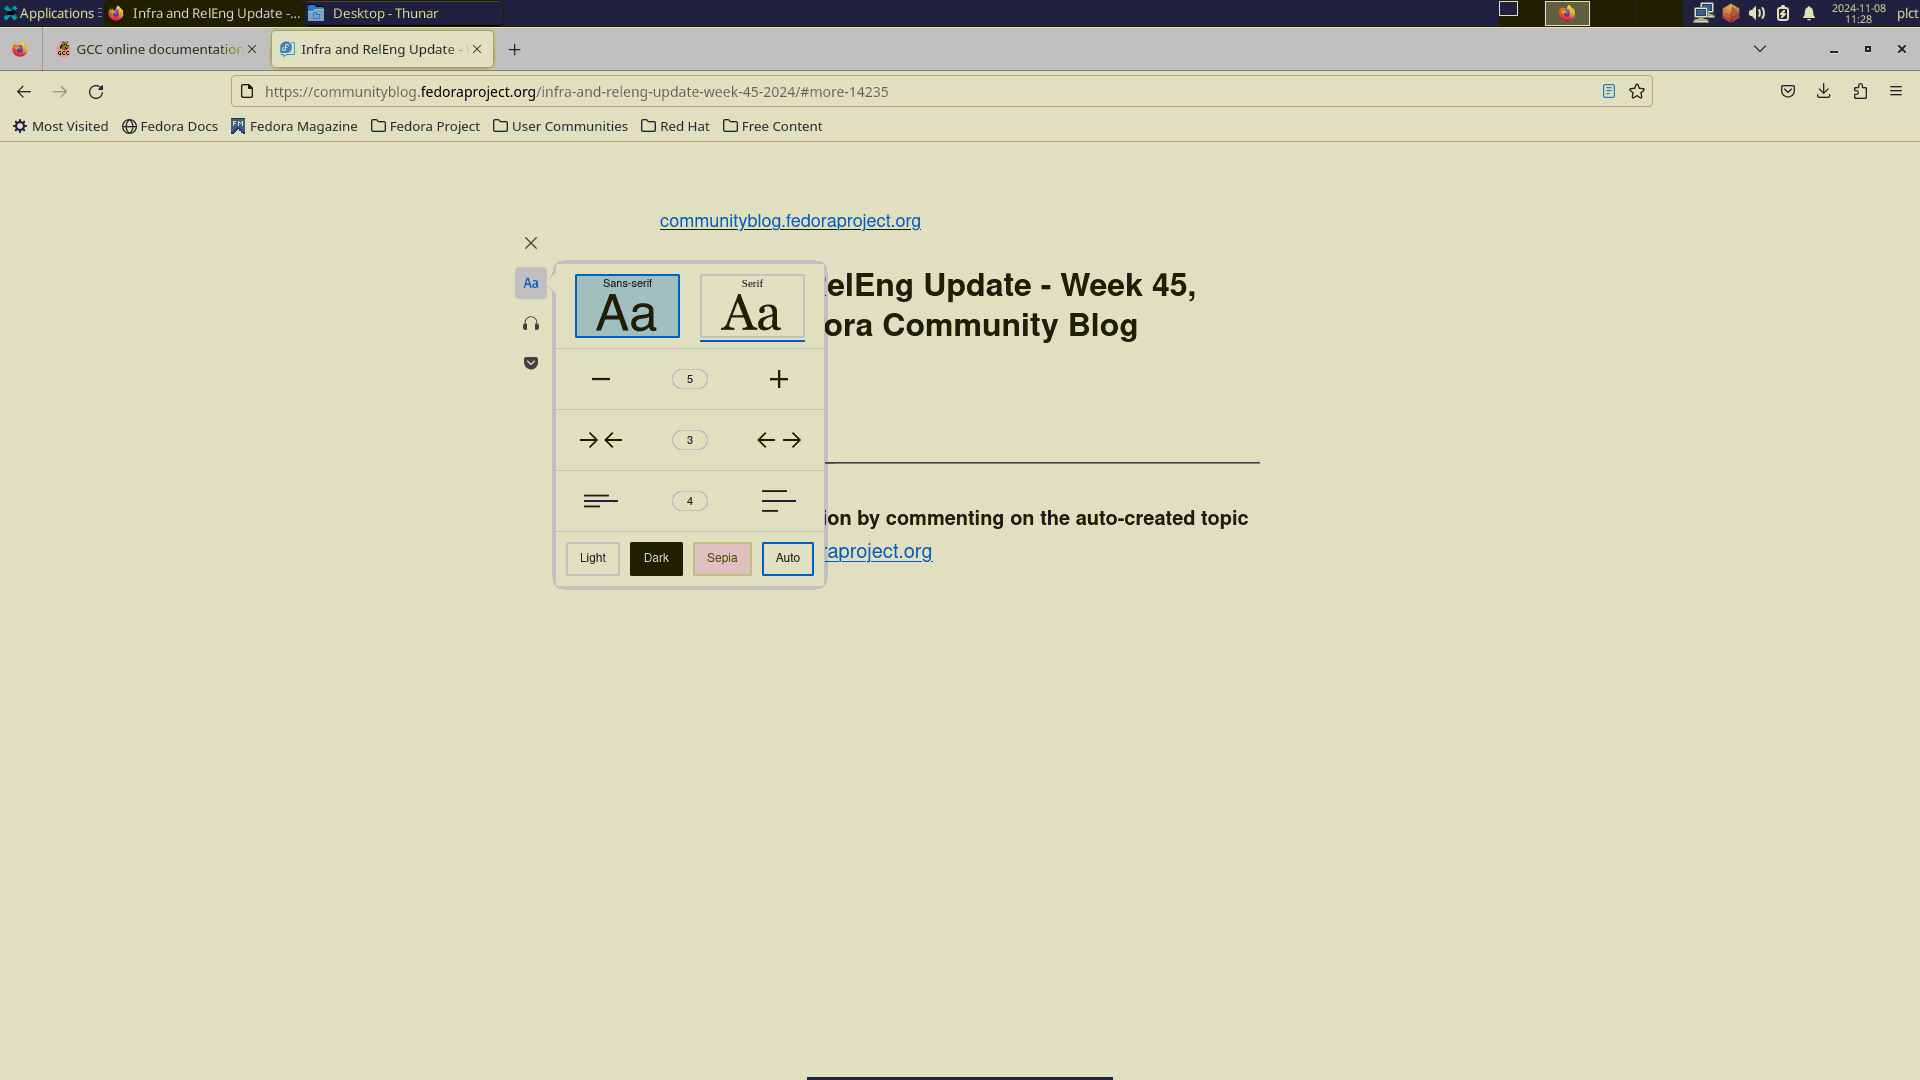 Applications
Infra and RelEng Update -...
Desktop - Thunar
2024-11-08
11:28
plct
GCC online documentation
Infra and RelEng Update -
https://communityblog.fedoraproject.org/infra-and-releng-update-week-45-2024/#more-14235
Most Visited
Fedora Docs
Fedora Magazine
Fedora Project
User Communities
Red Hat
Free Content
communityblog.fedoraproject.org
elEng Update - Week 45,
ora Community Blog
Aa
Sans-serif
Aa
Serif
Aa
5
3
4
ion by commenting on the auto-created topic
raproject.org
Light
Dark
Sepia
Auto